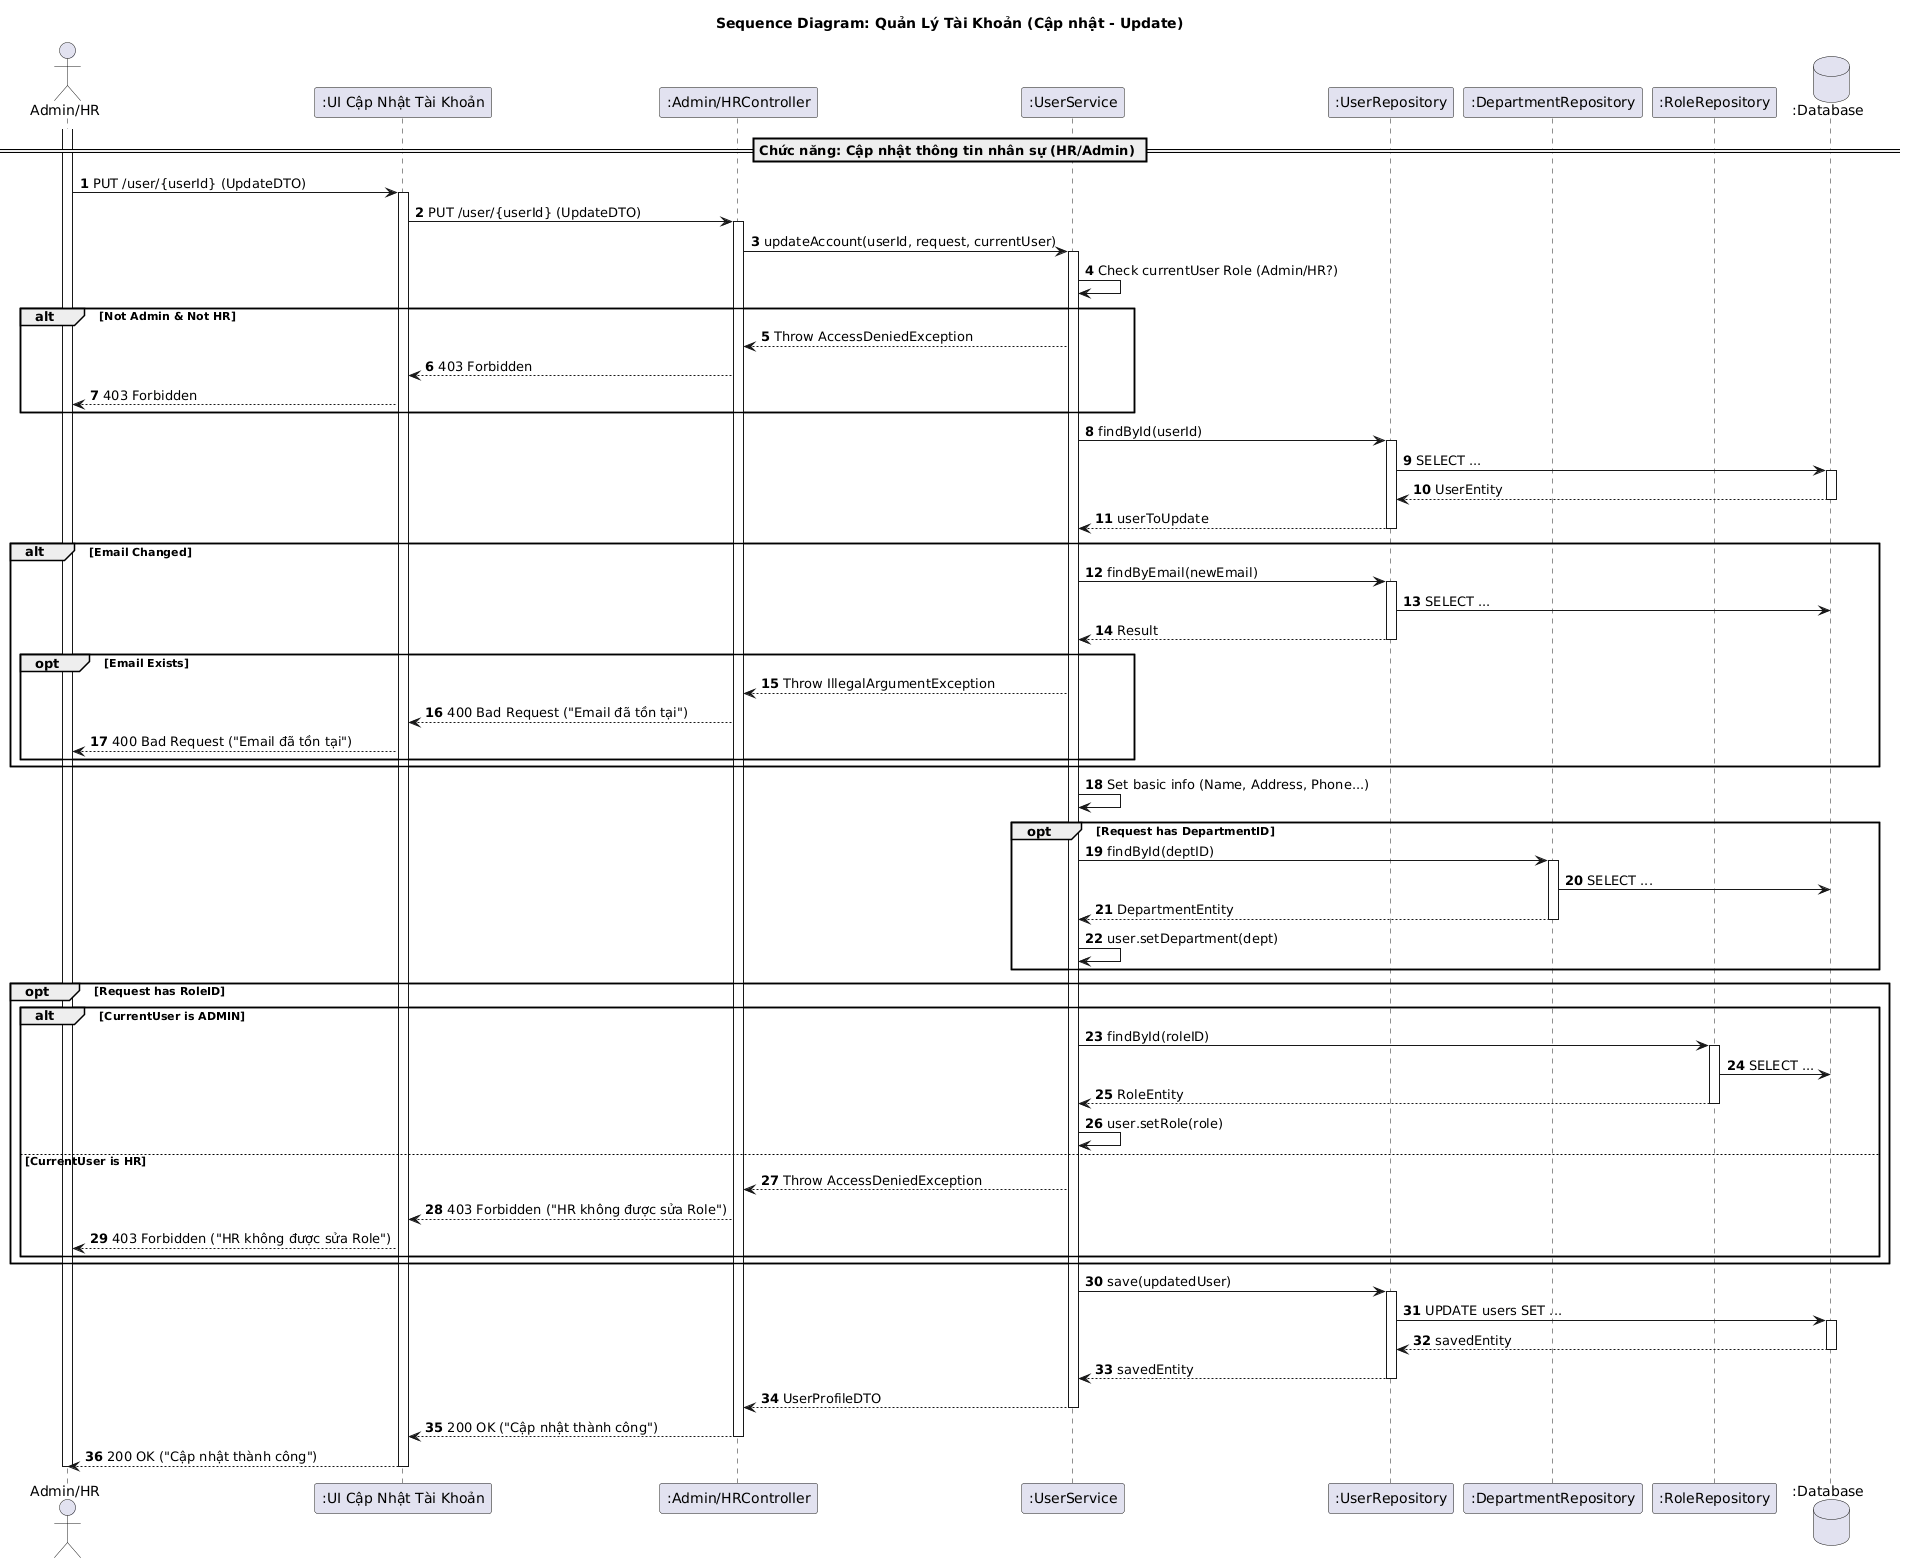 Sequence Diagram: Quản Lý Tài Khoản (Cập nhật - Update)
Admin/HR
:UI Cập Nhật Tài Khoản
:Admin/HRController
:UserService
:UserRepository
:DepartmentRepository
:RoleRepository
:Database
Chức năng: Cập nhật thông tin nhân sự (HR/Admin)
1 PUT /user/{userId} (UpdateDTO)
2 PUT /user/{userId} (UpdateDTO)
3 updateAccount(userId, request, currentUser)
4 Check currentUser Role (Admin/HR?)
alt [Not Admin & Not HR]
5 Throw AccessDeniedException
6 403 Forbidden
7 403 Forbidden
8 findById(userId)
9 SELECT ...
10 UserEntity
11 userToUpdate
alt [Email Changed]
12 findByEmail(newEmail)
13 SELECT ...
14 Result
opt [Email Exists]
15 Throw IllegalArgumentException
16 400 Bad Request ("Email đã tồn tại")
17 400 Bad Request ("Email đã tồn tại")
18 Set basic info (Name, Address, Phone...)
opt [Request has DepartmentID]
19 findById(deptID)
20 SELECT ...
21 DepartmentEntity
22 user.setDepartment(dept)
opt [Request has RoleID]
alt [CurrentUser is ADMIN]
23 findById(roleID)
24 SELECT ...
25 RoleEntity
26 user.setRole(role)
[CurrentUser is HR]
27 Throw AccessDeniedException
28 403 Forbidden ("HR không được sửa Role")
29 403 Forbidden ("HR không được sửa Role")
30 save(updatedUser)
31 UPDATE users SET ...
32 savedEntity
33 savedEntity
34 UserProfileDTO
35 200 OK ("Cập nhật thành công")
36 200 OK ("Cập nhật thành công")
Admin/HR
:UI Cập Nhật Tài Khoản
:Admin/HRController
:UserService
:UserRepository
:DepartmentRepository
:RoleRepository
:Database